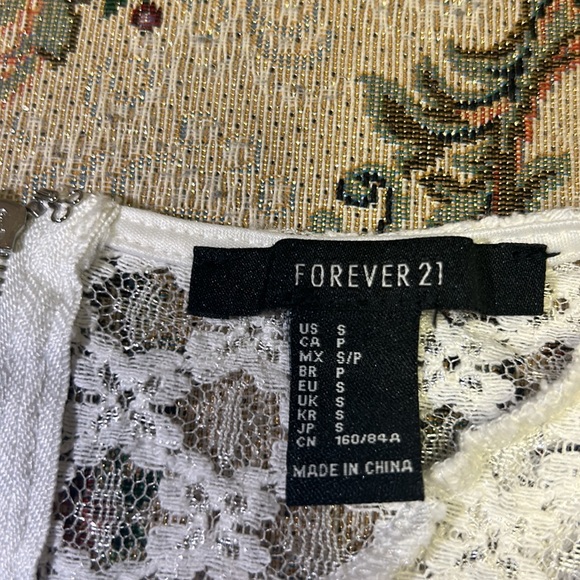 FOREVER 21
US S
CA P
MX S/P
BR P
EU S
UK S
KR S
JP S
CN 160/84A
MADE IN CHINA